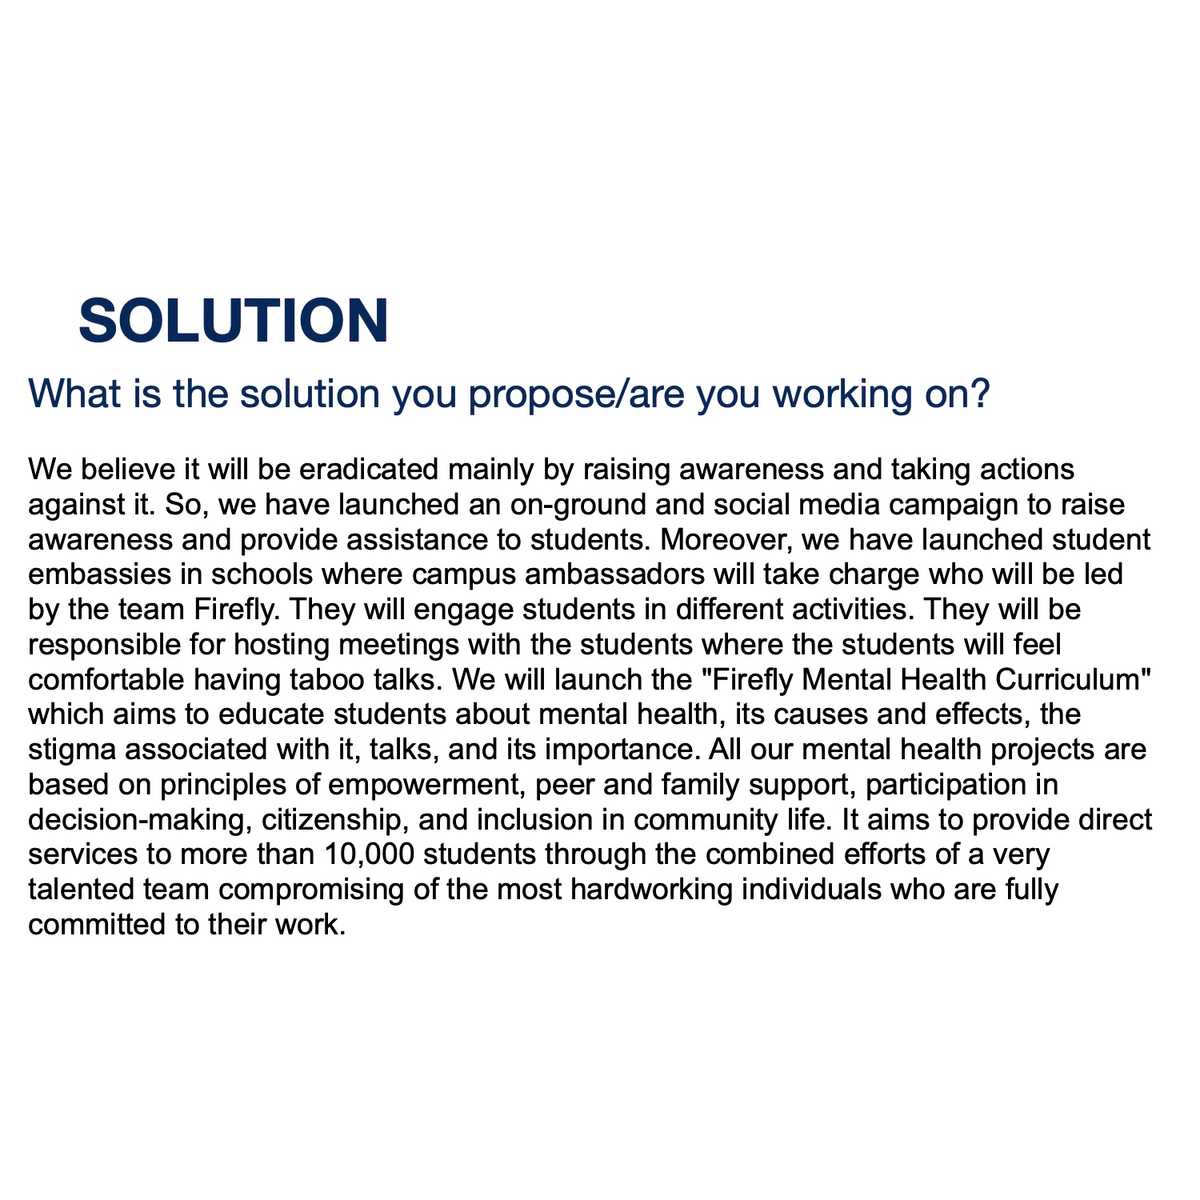 SOLUTION
What is the solution you propose/are you working on?
We believe it will be eradicated mainly by raising awareness and taking actions
against it. So, we have launched an on-ground and social media campaign to raise
awareness and provide assistance to students. Moreover, we have launched student
embassies in schools where campus ambassadors will take charge who will be led
by the team Firefly. They will engage students in different activities. They will be
responsible for hosting meetings with the students where the students will feel
comfortable having taboo talks. We will launch the "Firefly Mental Health Curriculum"
which aims to educate students about mental health, its causes and effects, the
stigma associated with it, talks, and its importance. All our mental health projects are
based on principles of empowerment, peer and family support, participation in
decision-making, citizenship, and inclusion in community life. It aims to provide direct
services to more than 10,000 students through the combined efforts of a very
talented team compromising of the most hardworking individuals who are fully
committed to their work.